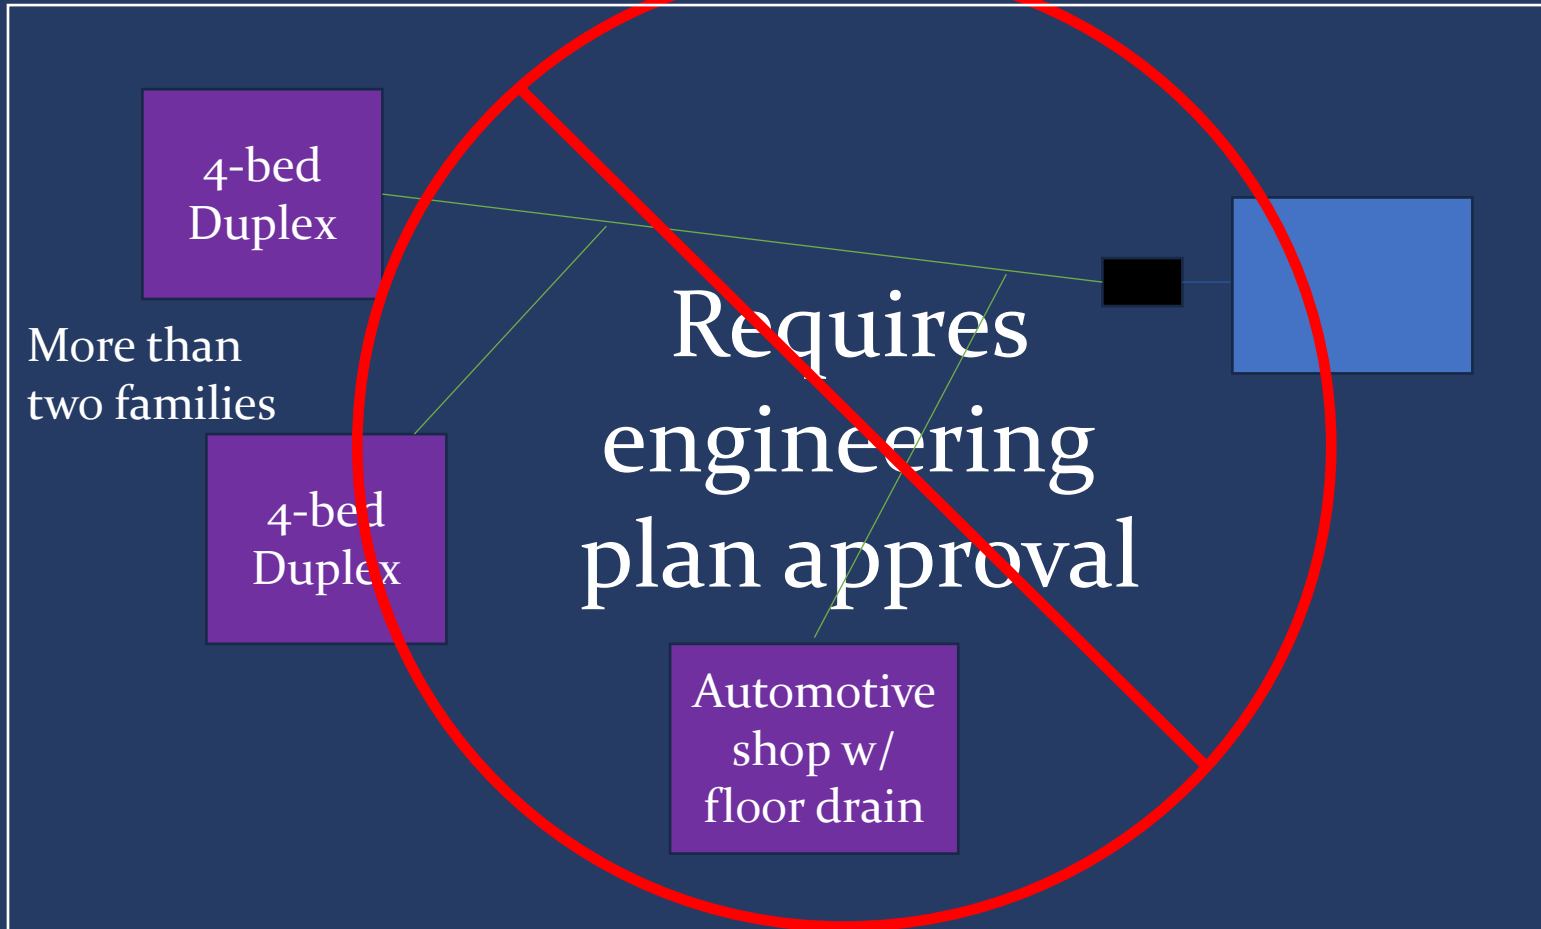 4-bed
Duplex
More than
two families
4-bed
Duplex
Requires
engineering
plan approval
Automotive
shop w/
floor drain